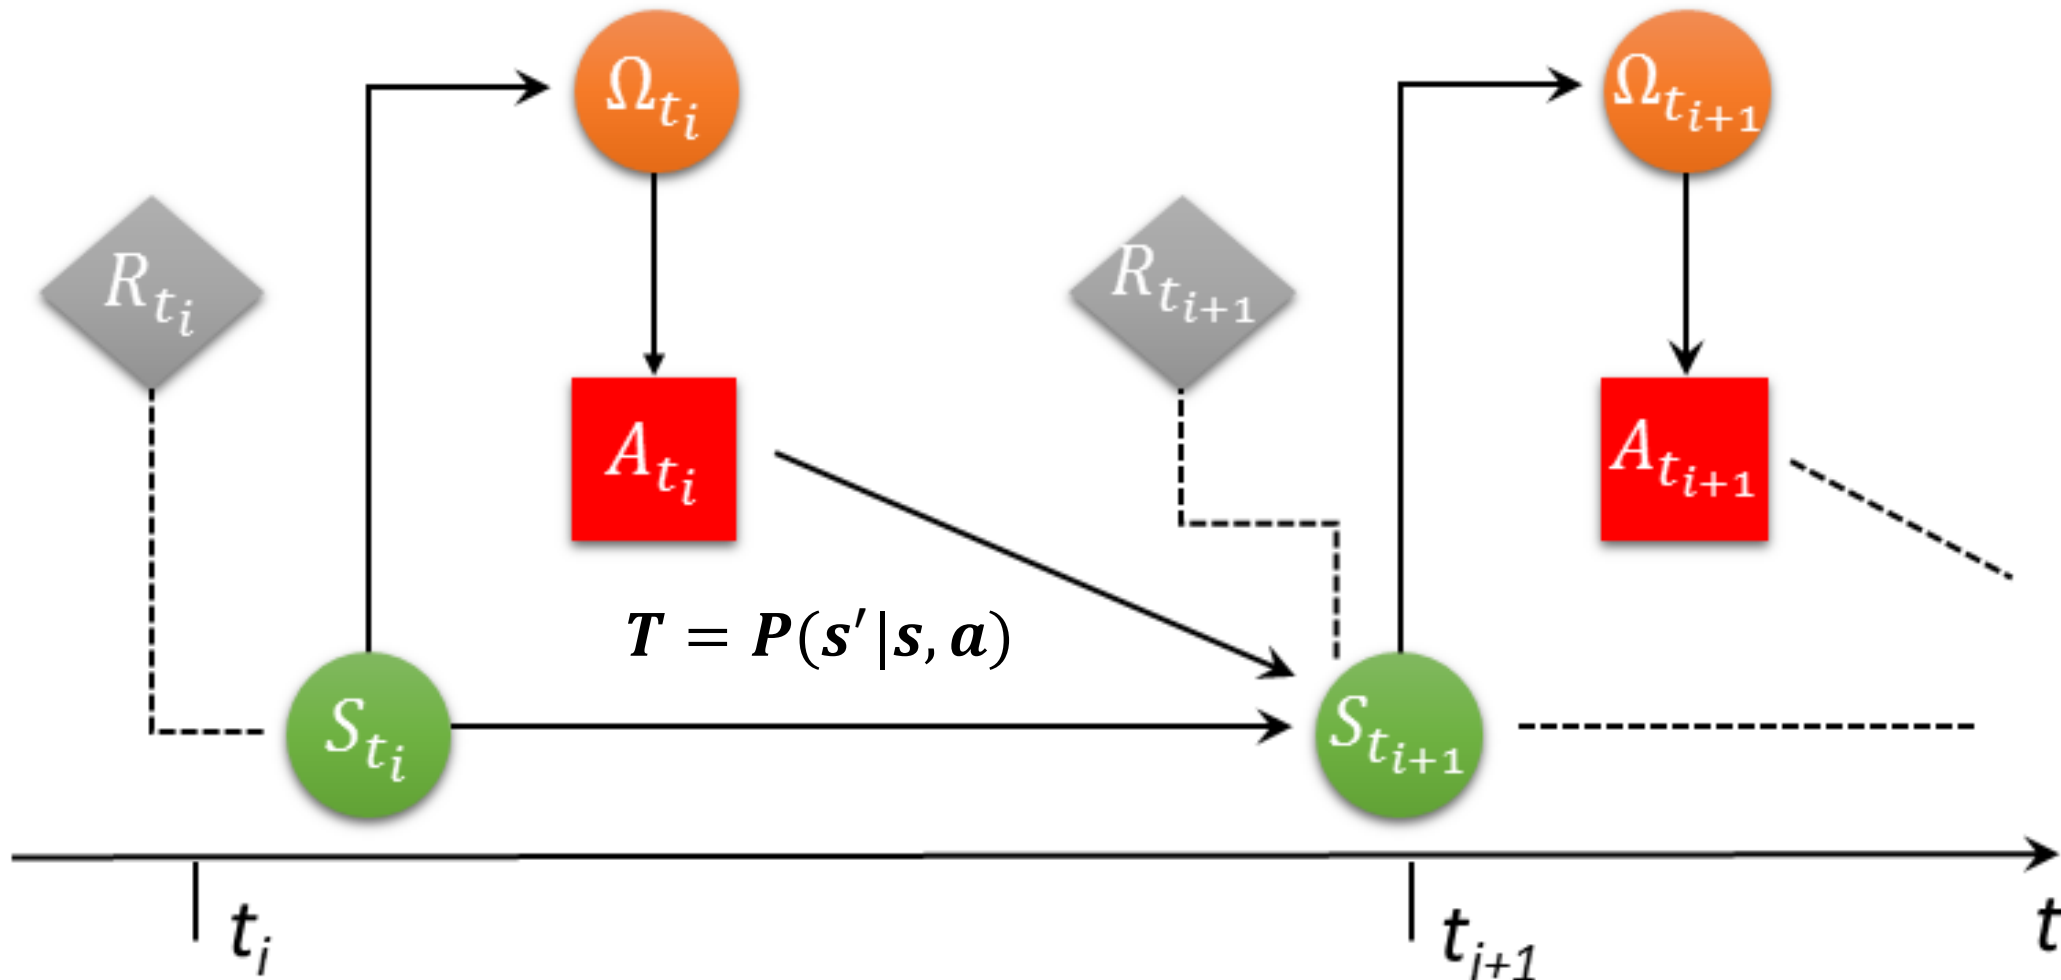 Ω_{t_i}
Ω_{t_{i+1}}
R_{t_i}
R_{t_{i+1}}
A_{t_i}
A_{t_{i+1}}
T = P(s′|s, a)
S_{t_i}
S_{t_{i+1}}
t_i
t_{i+1}
t